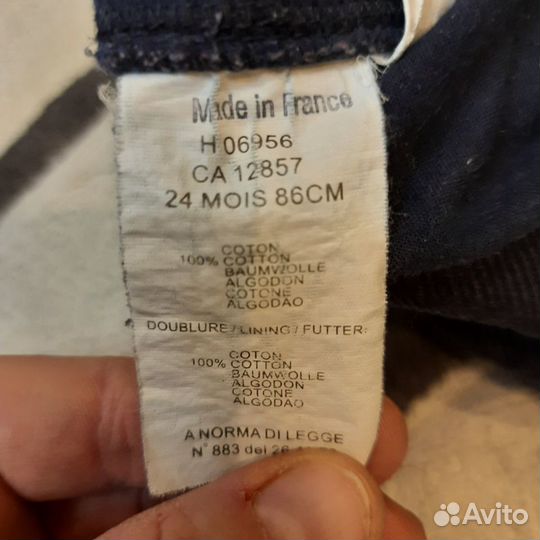 Made in France
H 06956
CA 12857
24 MOIS 86CM
COTON
100% COTTON
BAUMWOLLE
ALGODON
COTONE
ALGODAO
DOUBLURE / LINING / FUTTER:
COTON
100% COTTON
BAUMWOLLE
ALGODON
COTONE
ALGODAO
A NORMA DI LEGGE
N° 883 del 26
Avito